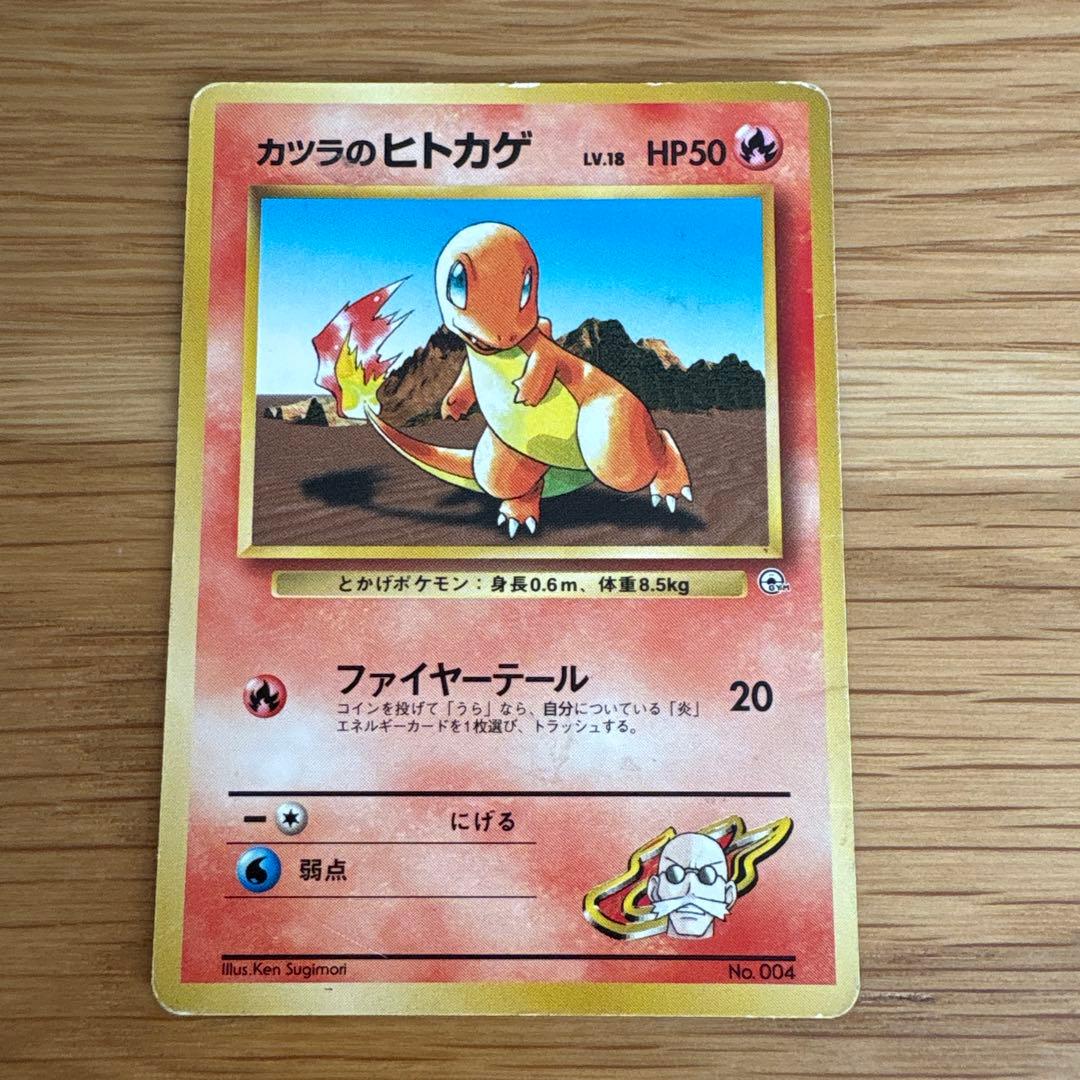 カツラのヒトカゲ LV.18 HP50
とかげポケモン：身長0.6m、体重8.5kg
GYM
ファイヤーテール 20
コインを投げて「うら」なら、自分についている「炎」
エネルギーカードを1枚選び、トラッシュする。
にげる
弱点
Illus.Ken Sugimori No. 004